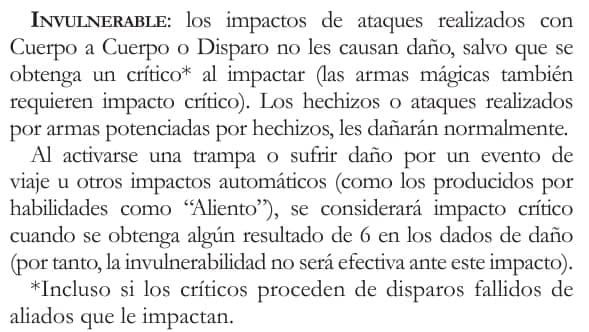 INVULNERABLE: los impactos de ataques realizados con
Cuerpo a Cuerpo o Disparo no les causan daño, salvo que se
obtenga un crítico* al impactar (las armas mágicas también
requieren impacto crítico). Los hechizos o ataques realizados
por armas potenciadas por hechizos, les dañarán normalmente.
Al activarse una trampa o sufrir daño por un evento de
viaje u otros impactos automáticos (como los producidos por
habilidades como “Aliento”), se considerará impacto crítico
cuando se obtenga algún resultado de 6 en los dados de daño
(por tanto, la invulnerabilidad no será efectiva ante este impacto).
*Incluso si los críticos proceden de disparos fallidos de
aliados que le impactan.